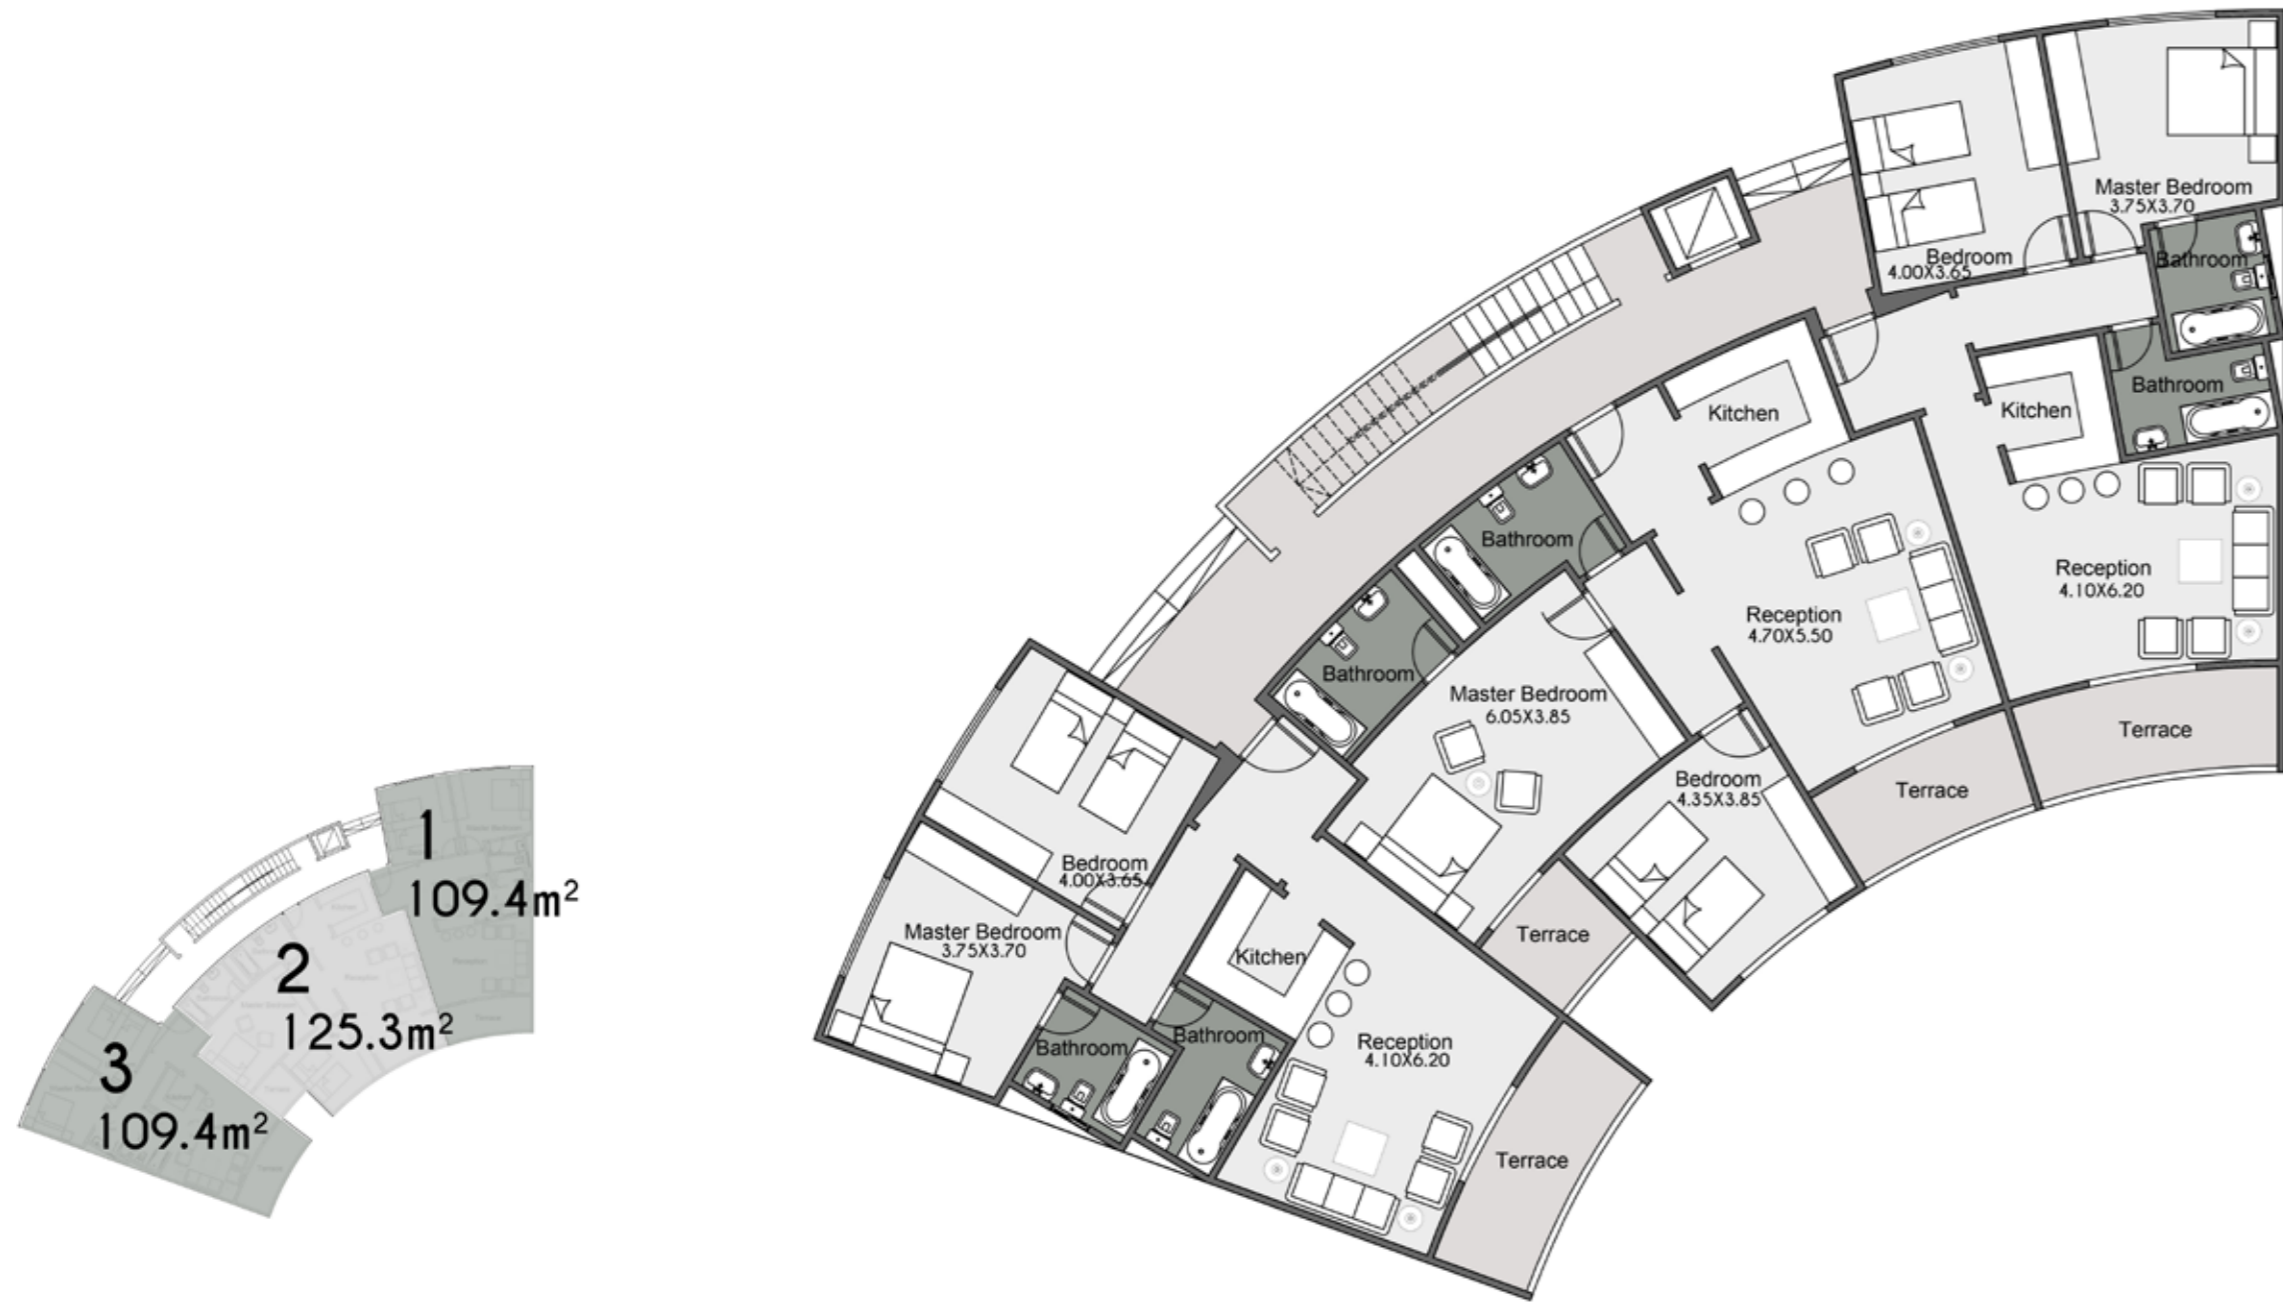 1
109.4m²
2
125.3m²
3
109.4m²
Master Bedroom
3.75X3.70
Bedroom
4.00X3.65
Bathroom
Bathroom
Kitchen
Reception
4.10X6.20
Terrace
Kitchen
Reception
4.70X5.50
Terrace
Bathroom
Bathroom
Master Bedroom
6.05X3.85
Bedroom
4.35X3.85
Terrace
Bedroom
4.00X3.65
Master Bedroom
3.75X3.70
Kitchen
Bathroom
Bathroom
Reception
4.10X6.20
Terrace